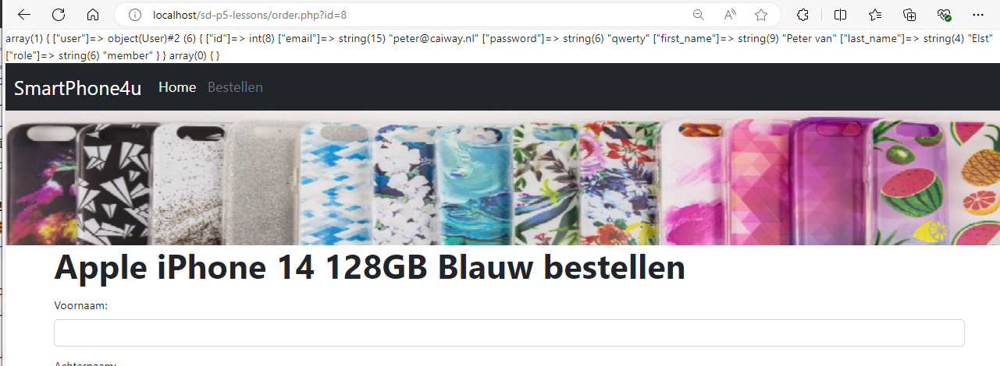 localhost/sd-p5-lessons/order.php?id=8
array(1) { ["user"]=> object(User)#2 (6) { ["id"]=> int(8) ["email"]=> string(15) "peter@caiway.nl" ["password"]=> string(6) "qwerty" ["first_name"]=> string(9) "Peter van" ["last_name"]=> string(4) "Elst"
["role"]=> string(6) "member" } } array(0) { }
SmartPhone4u Home Bestellen
Apple iPhone 14 128GB Blauw bestellen
Voornaam:
Achternaam: